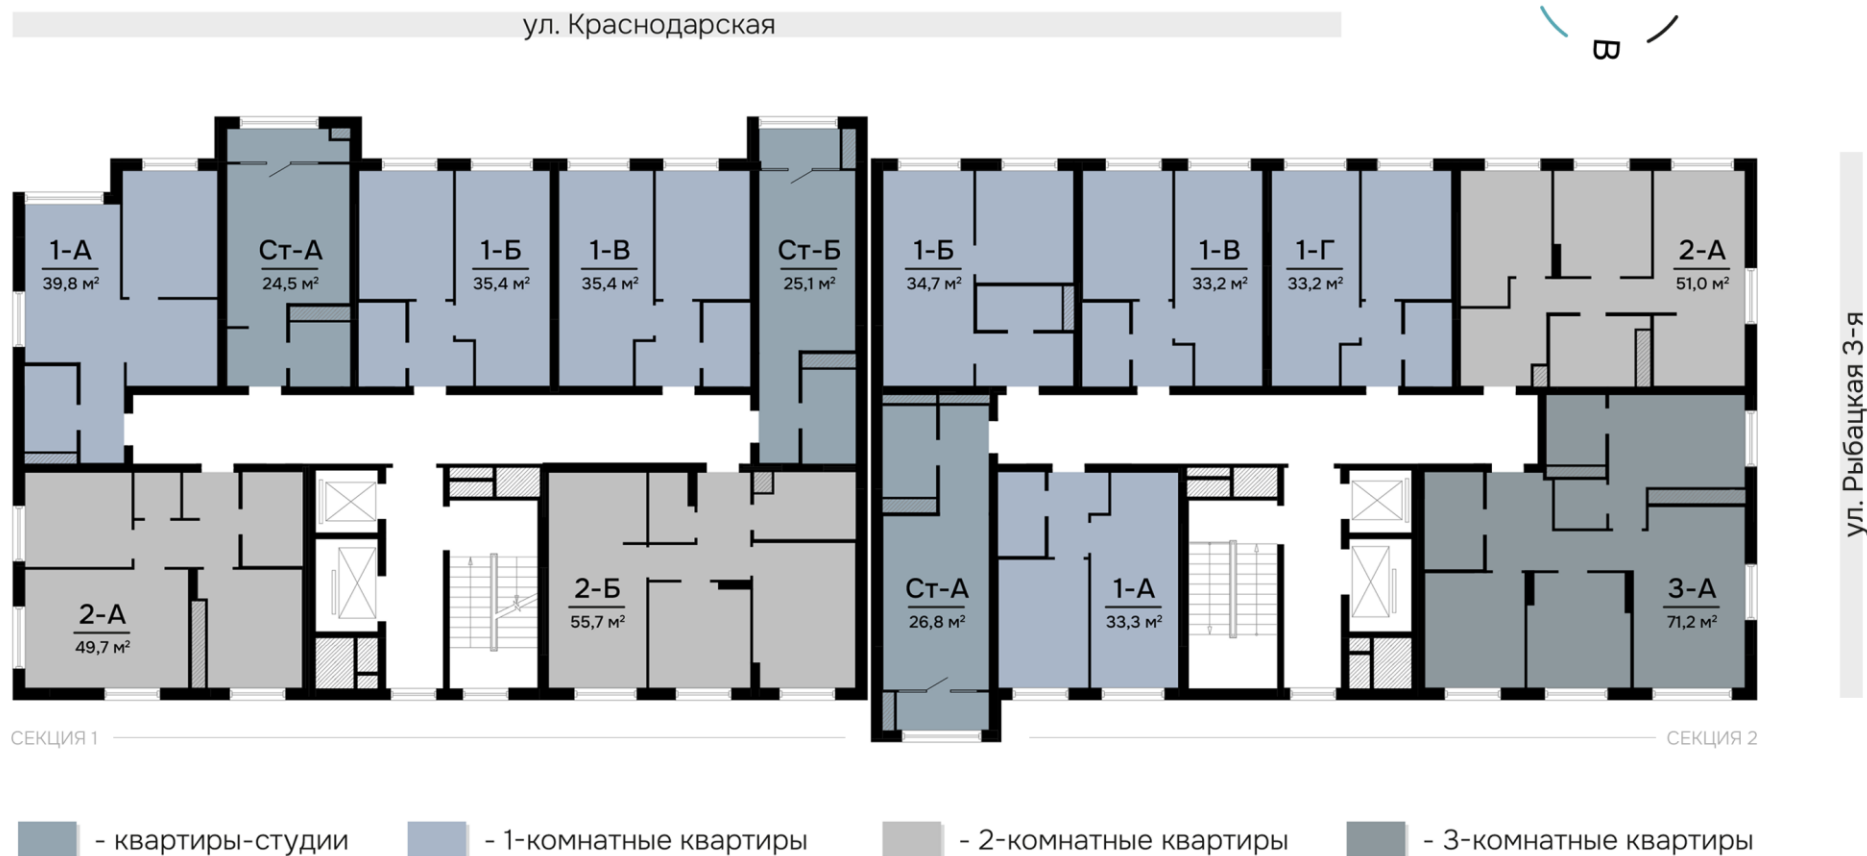 ул. Краснодарская
В
1-А
39,8 м²
Ст-А
24,5 м²
1-Б
35,4 м²
1-В
35,4 м²
Ст-Б
25,1 м²
1-Б
34,7 м²
1-В
33,2 м²
1-Г
33,2 м²
2-А
51,0 м²
ул. Рыбацкая 3-я
2-А
49,7 м²
2-Б
55,7 м²
Ст-А
26,8 м²
1-А
33,3 м²
3-А
71,2 м²
СЕКЦИЯ 1
СЕКЦИЯ 2
- квартиры-студии
- 1-комнатные квартиры
- 2-комнатные квартиры
- 3-комнатные квартиры